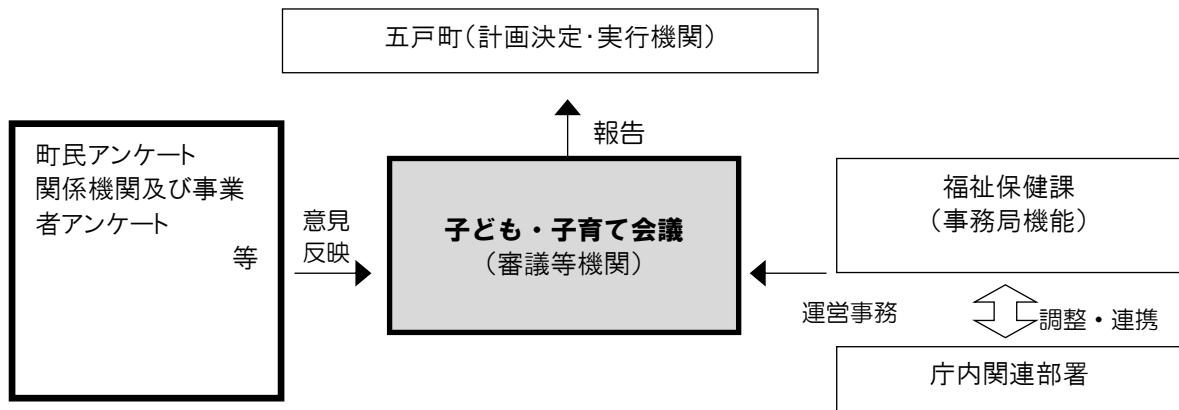 五戸町(計画決定・実行機関)
報告
町民アンケート
関係機関及び事業
者アンケート
等
意見
反映
子ども・子育て会議
(審議等機関)
福祉保健課
(事務局機能)
運営事務
調整・連携
庁内関連部署